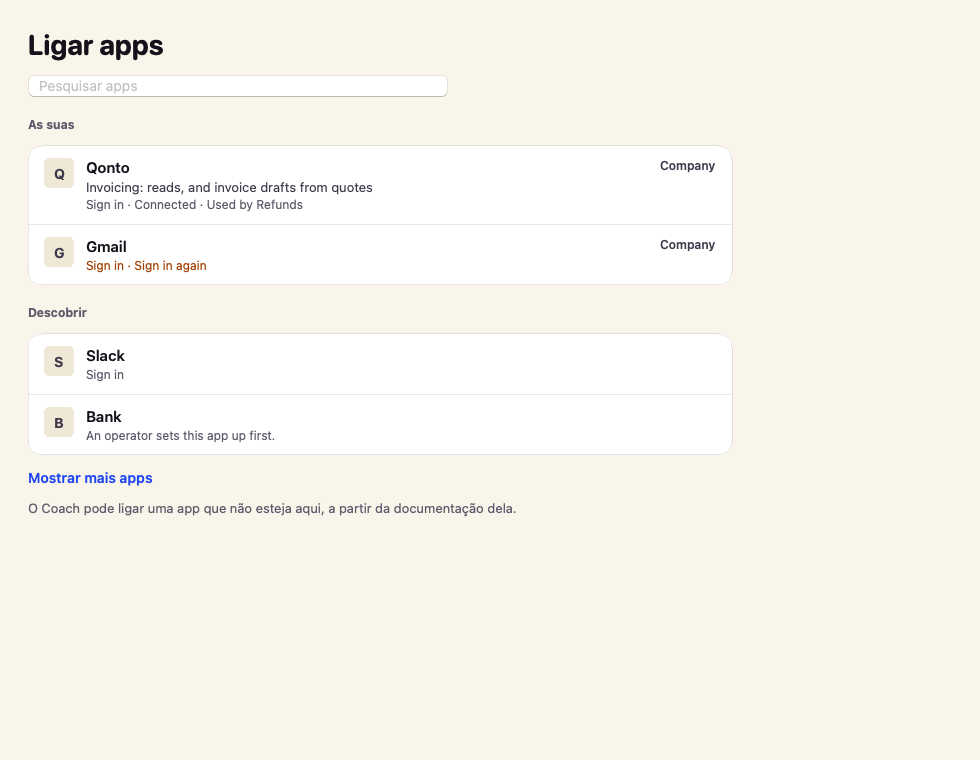 Ligar apps
Pesquisar apps
As suas
Q
Qonto
Company
Invoicing: reads, and invoice drafts from quotes
Sign in · Connected · Used by Refunds
G
Gmail
Company
Sign in · Sign in again
Descobrir
S
Slack
Sign in
B
Bank
An operator sets this app up first.
Mostrar mais apps
O Coach pode ligar uma app que não esteja aqui, a partir da documentação dela.